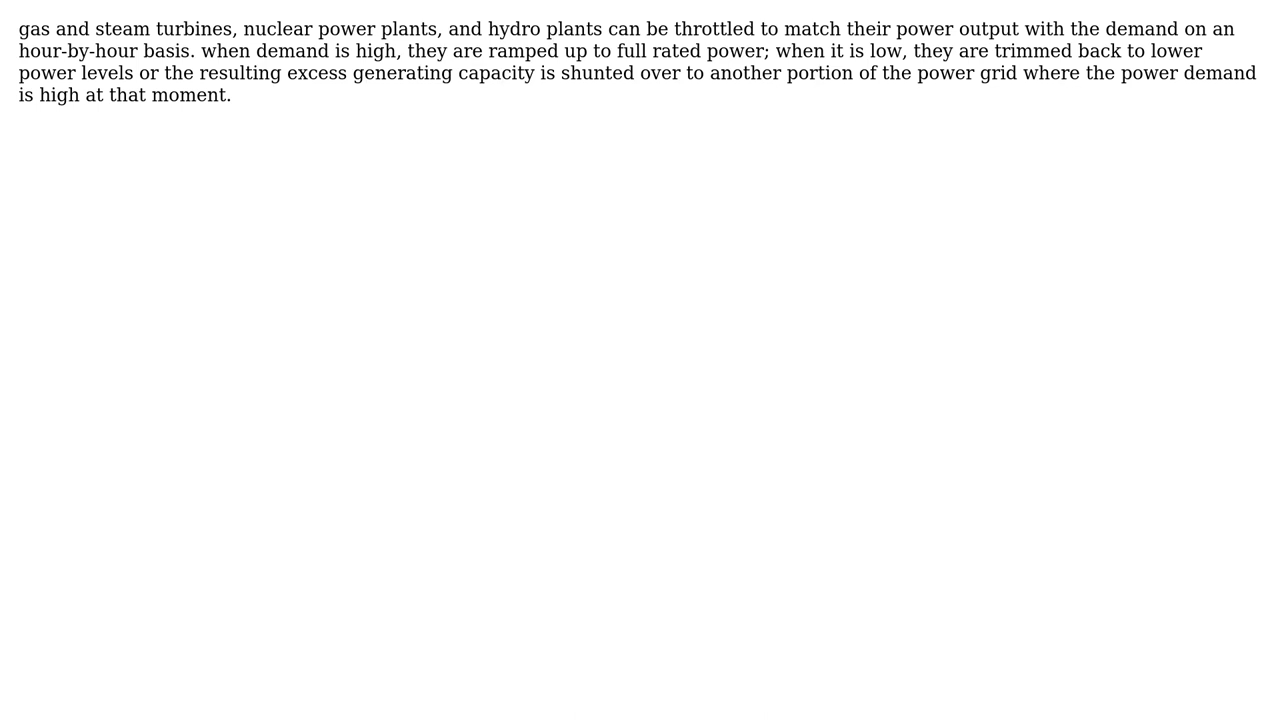 gas and steam turbines, nuclear power plants, and hydro plants can be throttled to match their power output with the demand on an
hour-by-hour basis. when demand is high, they are ramped up to full rated power; when it is low, they are trimmed back to lower
power levels or the resulting excess generating capacity is shunted over to another portion of the power grid where the power demand
is high at that moment.